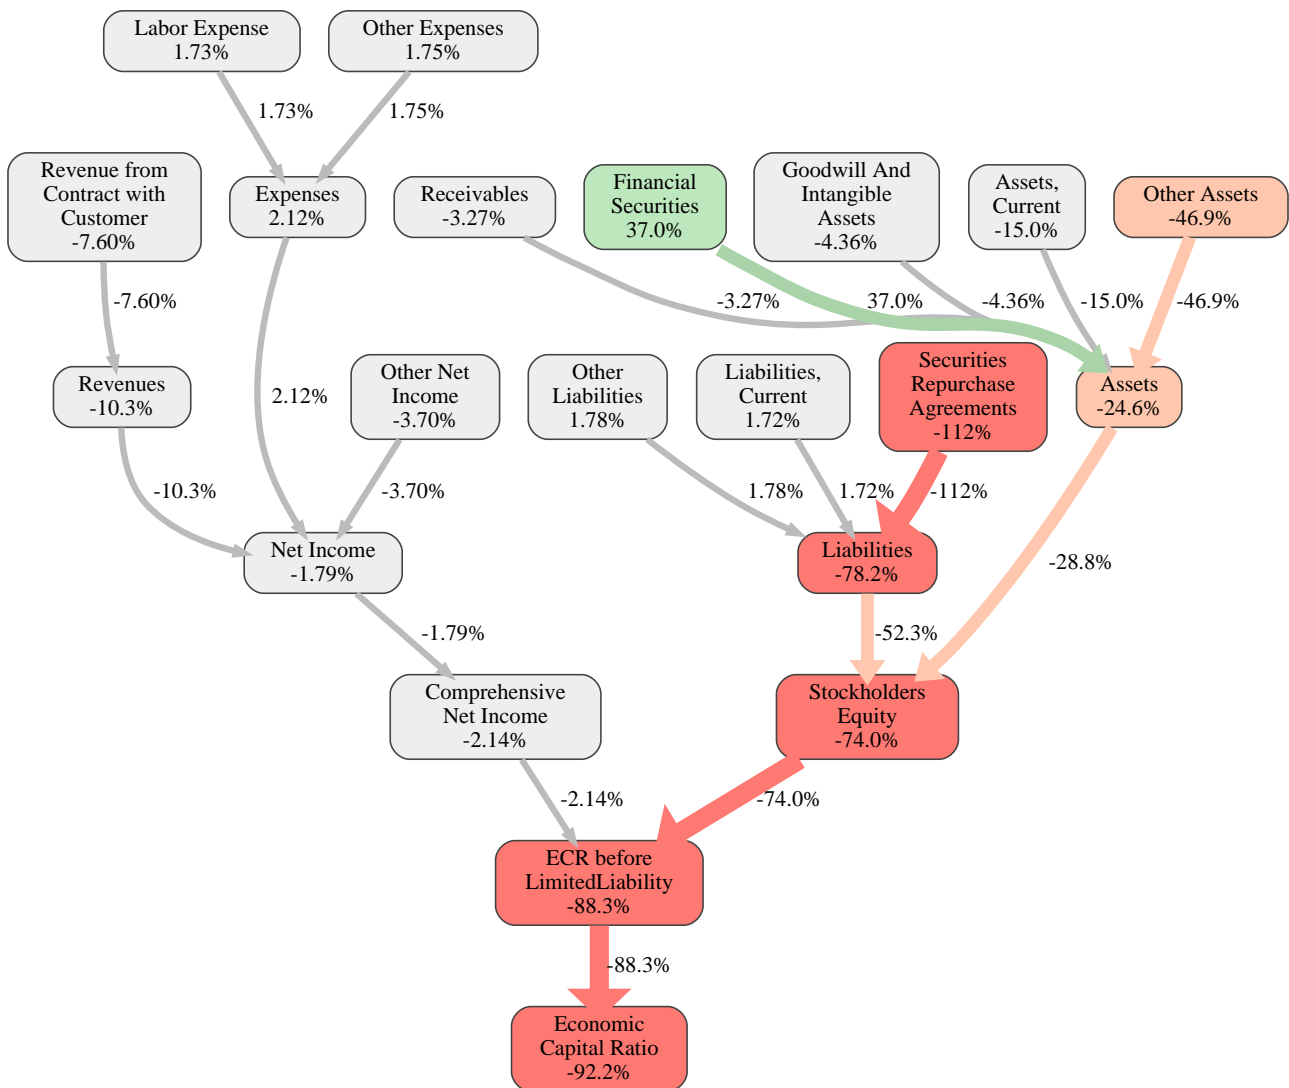 Labor Expense
1.73%
Other Expenses
1.75%
1.73%
1.75%
Revenue from
Contract with
Customer
-7.60%
Expenses
2.12%
Receivables
-3.27%
Financial
Securities
37.0%
Goodwill And
Intangible
Assets
-4.36%
Assets,
Current
-15.0%
Other Assets
-46.9%
-7.60%
-3.27%
37.0%
-4.36%
-15.0%
-46.9%
Revenues
-10.3%
2.12%
Other Net
Income
-3.70%
Other
Liabilities
1.78%
Liabilities,
Current
1.72%
Securities
Repurchase
Agreements
-112%
Assets
-24.6%
-10.3%
-3.70%
1.78%
1.72%
-112%
Net Income
-1.79%
Liabilities
-78.2%
-28.8%
-1.79%
-52.3%
Comprehensive
Net Income
-2.14%
Stockholders
Equity
-74.0%
-2.14%
-74.0%
ECR before
LimitedLiability
-88.3%
-88.3%
Economic
Capital Ratio
-92.2%